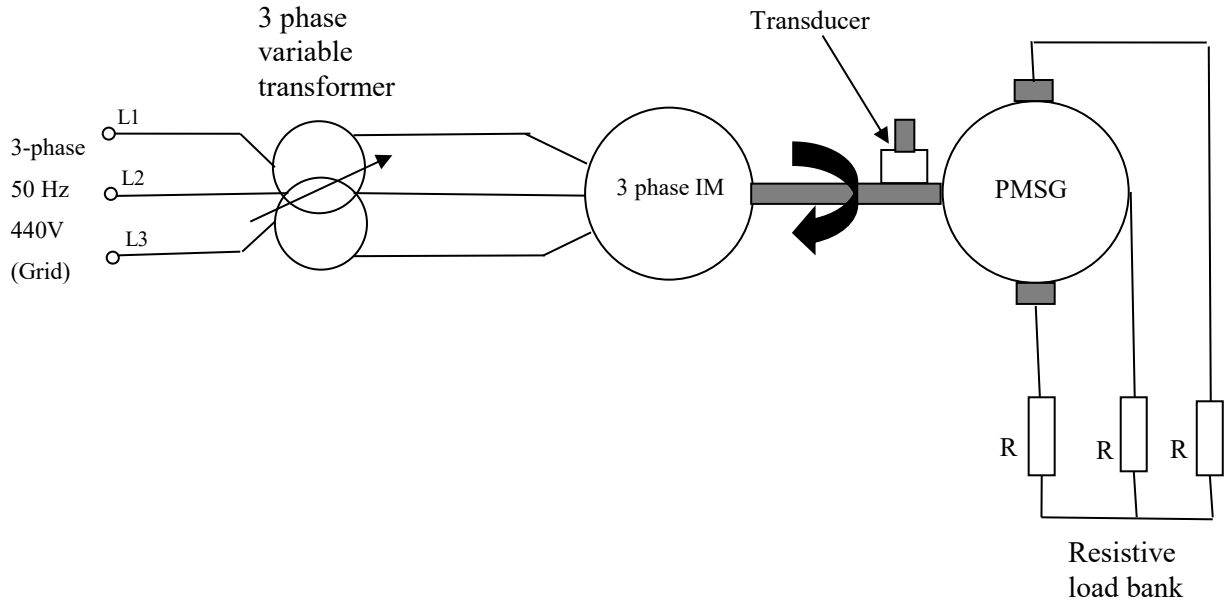 3 phase
variable
transformer
Transducer
L1
3-phase
50 Hz
L2
440V
L3
(Grid)
3 phase IM
PMSG
R
R
R
Resistive
load bank